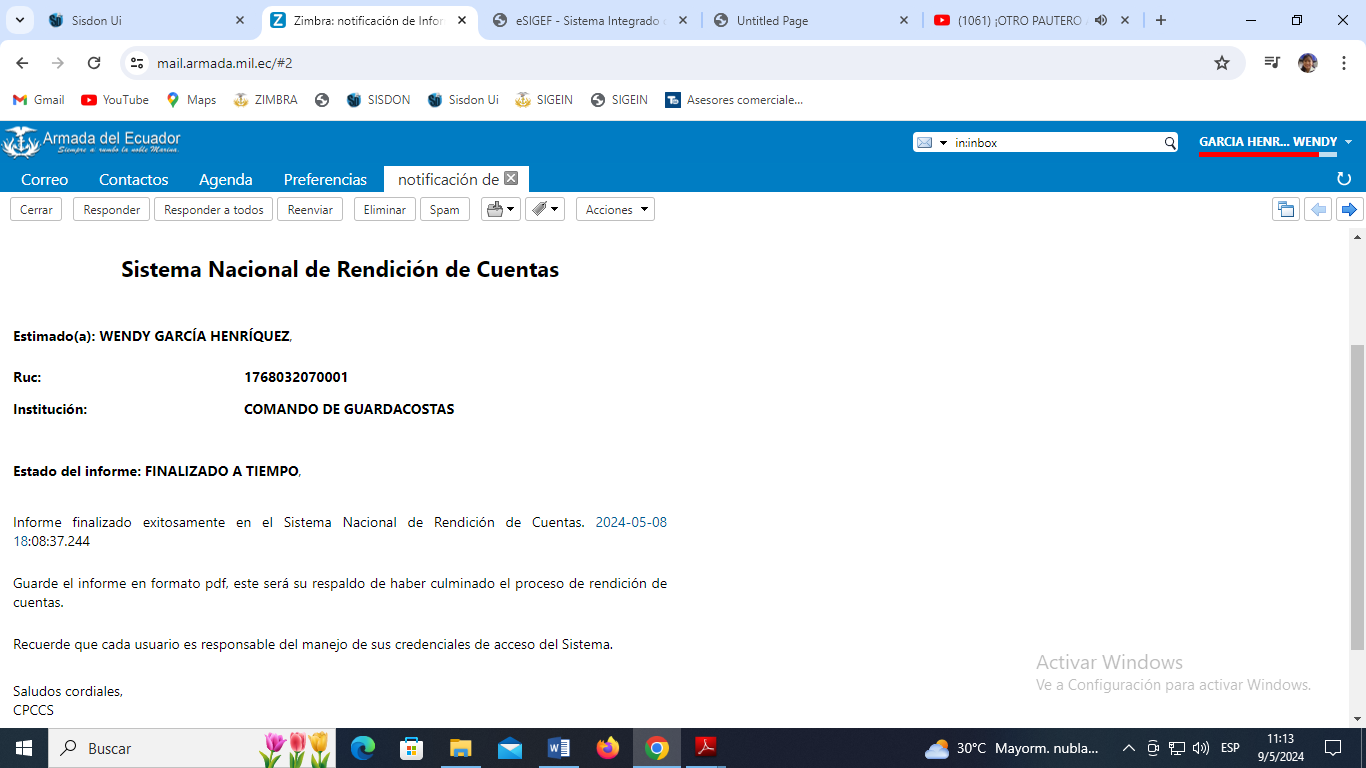 Sisdon Ui
Zimbra: notificación de Infor
eSIGEF - Sistema Integrado
Untitled Page
(1061) ¡OTRO PAUTERO
mail.armada.mil.ec/#2
Gmail
YouTube
Maps
ZIMBRA
SISDON
Sisdon Ui
SIGEIN
SIGEIN
Asesores comerciale...
Armada del Ecuador
Siempre a rumbo la noble Marina.
in:inbox
GARCIA HENR... WENDY
Correo
Contactos
Agenda
Preferencias
notificación de
Cerrar
Responder
Responder a todos
Reenviar
Eliminar
Spam
Acciones
Sistema Nacional de Rendición de Cuentas
Estimado(a): WENDY GARCÍA HENRÍQUEZ,
Ruc: 1768032070001
Institución: COMANDO DE GUARDACOSTAS
Estado del informe: FINALIZADO A TIEMPO,
Informe finalizado exitosamente en el Sistema Nacional de Rendición de Cuentas. 2024-05-08
18:08:37.244
Guarde el informe en formato pdf, este será su respaldo de haber culminado el proceso de rendición de
cuentas.
Recuerde que cada usuario es responsable del manejo de sus credenciales de acceso del Sistema.
Saludos cordiales,
CPCCS
Activar Windows
Ve a Configuración para activar Windows.
Buscar
30°C Mayorm. nubla...
ESP
11:13
9/5/2024